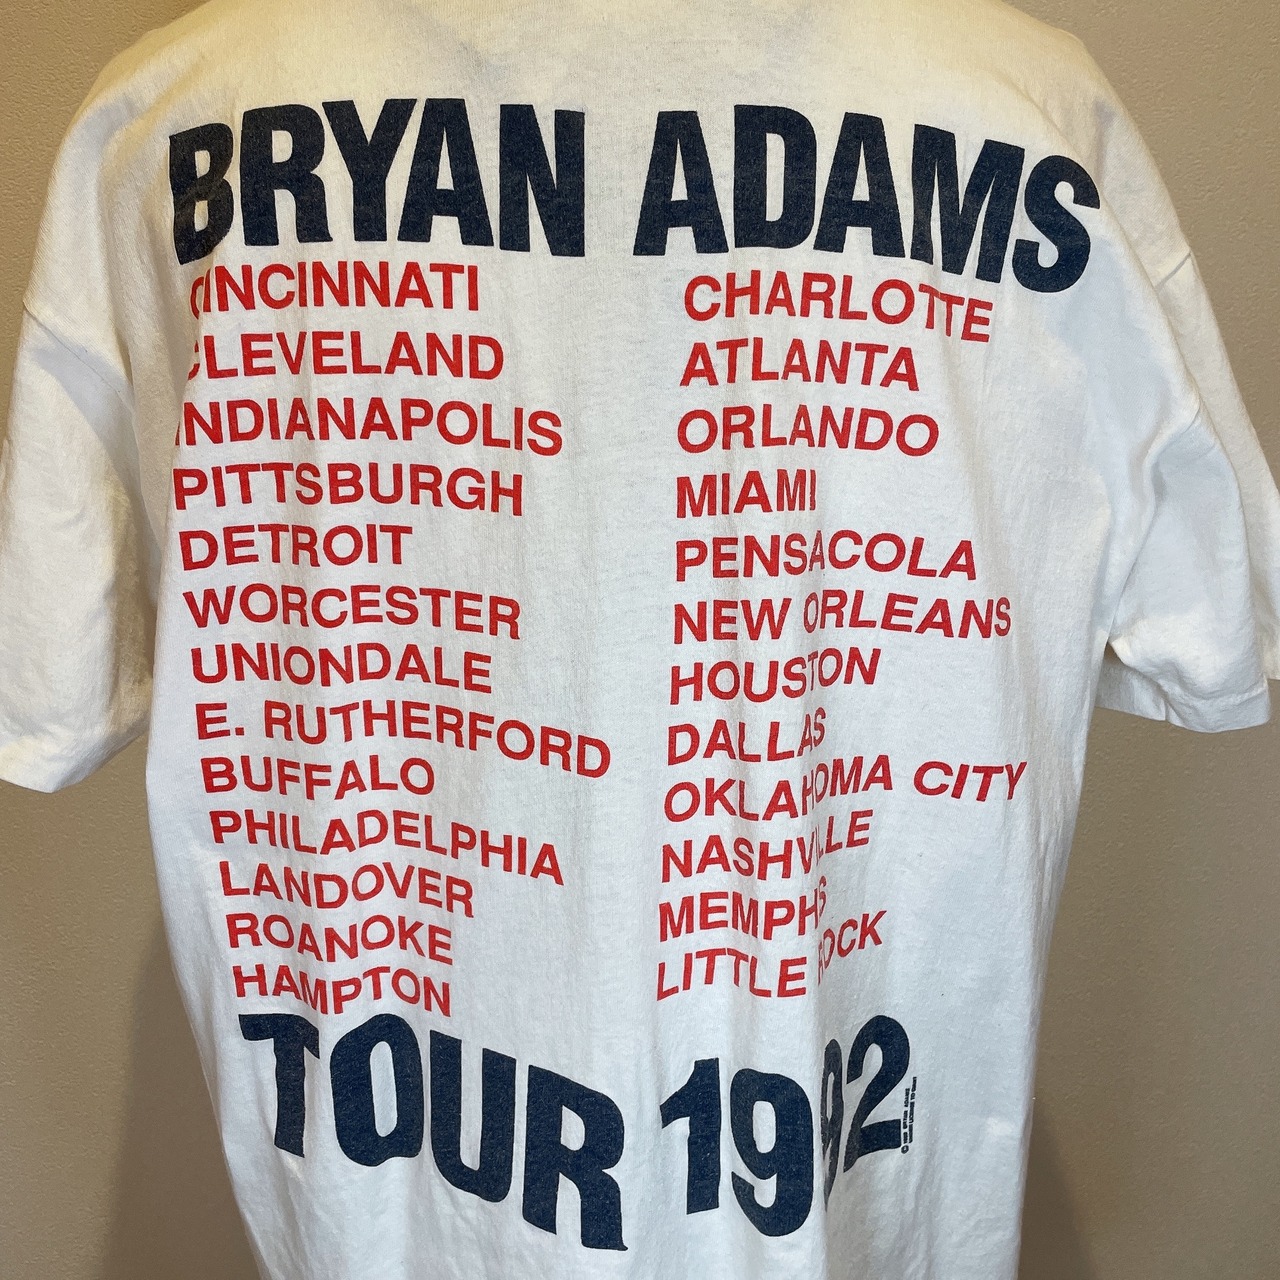 BRYAN ADAMS
CINCINNATI
CLEVELAND
INDIANAPOLIS
PITTSBURGH
DETROIT
WORCESTER
UNIONDALE
E. RUTHERFORD
BUFFALO
PHILADELPHIA
LANDOVER
ROANOKE
HAMPTON
CHARLOTTE
ATLANTA
ORLANDO
MIAMI
PENSACOLA
NEW ORLEANS
HOUSTON
DALLAS
OKLAHOMA CITY
NASHVILLE
MEMPHIS
LITTLE ROCK
TOUR 1992